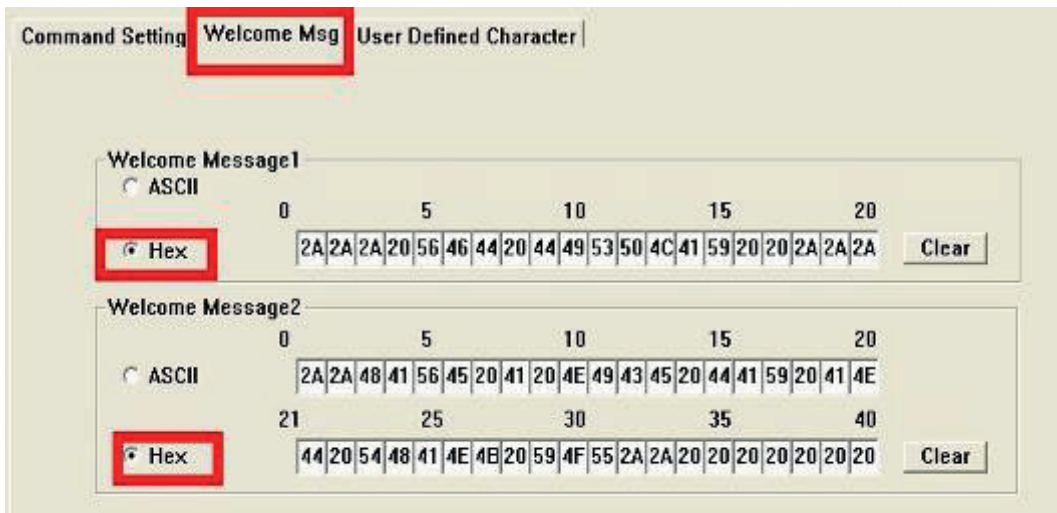 Command Setting Welcome Msg User Defined Character
Welcome Message1
ASCII
0 5 10 15 20
Hex 2A 2A 2A 20 56 46 44 20 44 49 53 50 4C 41 59 20 20 2A 2A 2A Clear
Welcome Message2
0 5 10 15 20
ASCII 2A 2A 48 41 56 45 20 41 20 4E 49 43 45 20 44 41 59 20 41 4E
21 25 30 35 40
Hex 44 20 54 48 41 4E 4B 20 59 4F 55 2A 2A 20 20 20 20 20 20 20 Clear